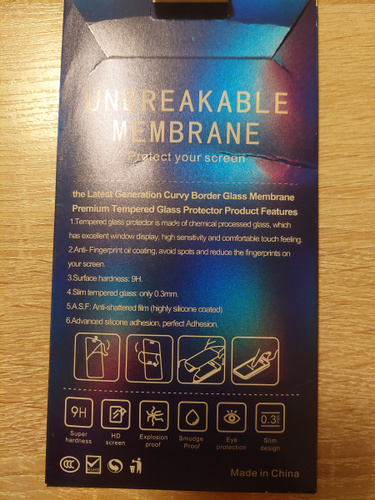 UNBREAKABLE
MEMBRANE
Protect your screen
the Latest Generation Curvy Border Glass Membrane
Premium Tempered Glass Protector Product Features
1.Tempered glass protector is made of chemical processed glass, which
has excellent window display, high sensitivity and comfortable touch feeling.
2.Anti- Fingerprint oil coating, avoid spots and reduce the fingerprints on
your screen.
3.Surface hardness: 9H.
4.Slim tempered glass: only 0.3mm.
5.A.S.F: Anti-shattered film (highly silicone coated)
6.Advanced silicone adhesion, perfect Adhesion.
9H
0.3
Super hardness
HD screen
Explosion proof
Smudge Proof
Eye protection
Slim design
Made in China